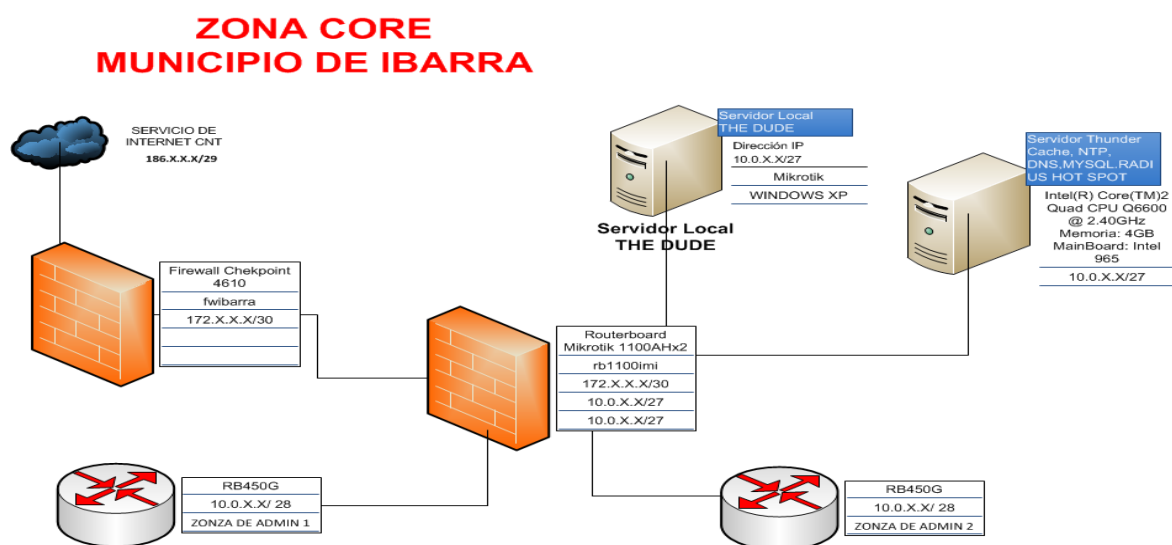 ZONA CORE
MUNICIPIO DE IBARRA
SERVICIO DE
INTERNET CNT
186.X.X.X/29
Servidor Local
THE DUDE
Dirección IP
10.0.X.X/27
Mikrotik
WINDOWS XP
Servidor Local
THE DUDE
Servidor Thunder
Cache, NTP,
DNS,MYSQL.RADI
US HOT SPOT
Intel(R) Core(TM)2
Quad CPU Q6600
@ 2.40GHz
Memoria: 4GB
MainBoard: Intel
965
10.0.X.X/27
Firewall Chekpoint
4610
fwibarra
172.X.X.X/30
Routerboard
Mikrotik 1100AHx2
rb1100imi
172.X.X.X/30
10.0.X.X/27
10.0.X.X/27
RB450G
10.0.X.X/ 28
ZONZA DE ADMIN 1
RB450G
10.0.X.X/ 28
ZONZA DE ADMIN 2